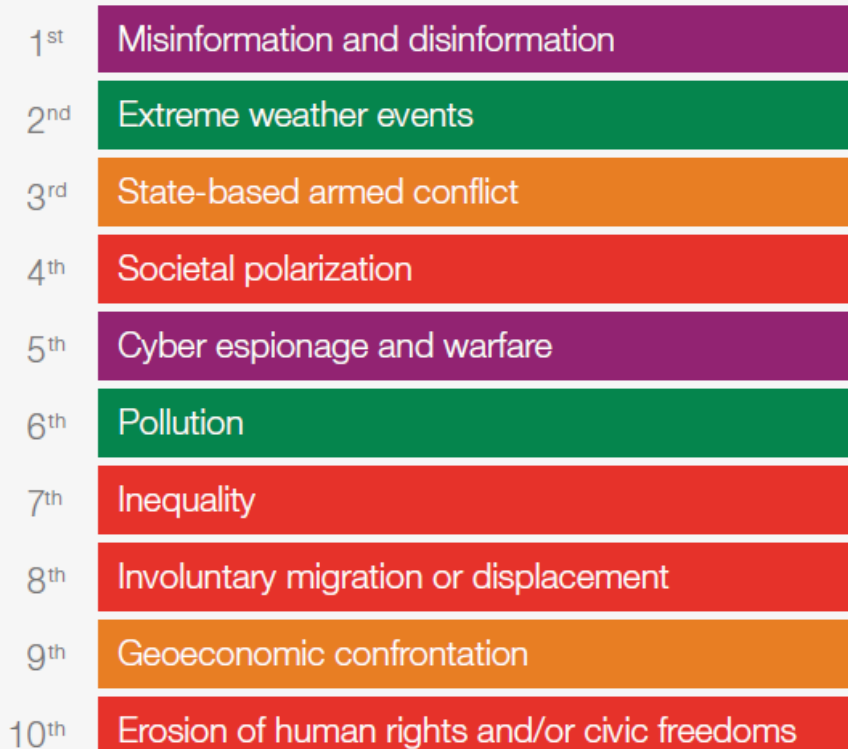 1st Misinformation and disinformation
2nd Extreme weather events
3rd State-based armed conflict
4th Societal polarization
5th Cyber espionage and warfare
6th Pollution
7th Inequality
8th Involuntary migration or displacement
9th Geoeconomic confrontation
10th Erosion of human rights and/or civic freedoms